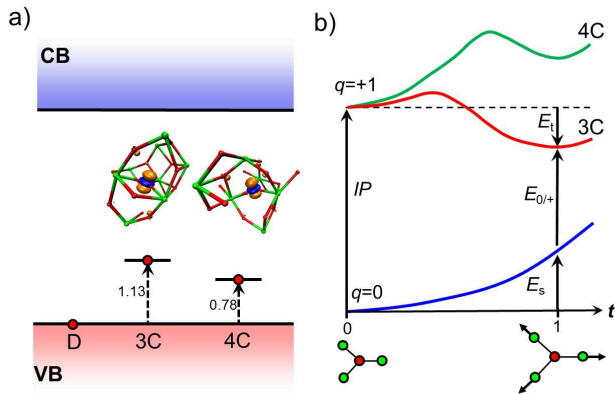 a)
CB
1.13
0.78
D
3C
4C
VB
b)
4C
q=+1
3C
Et
IP
E0/+
q=0
Es
0
1
t